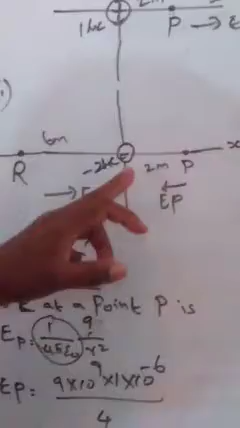 2m
1μc
P → E
6m
-2μc
2m P x
R
→ E
← EP
E at a Point P is
Ep = 1/4πε₀ q/r²
Ep = 9×10⁹×1×10⁻⁶ / 4